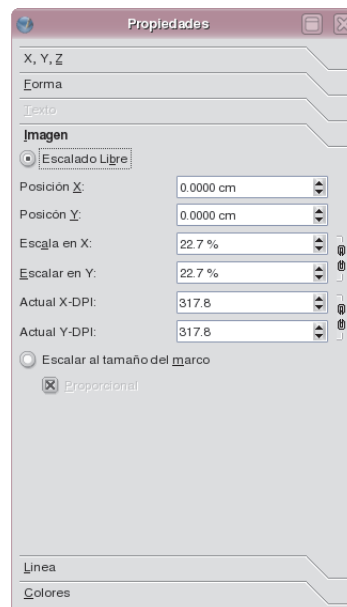 Propiedades
X, Y, Z
Forma
Texto
Imagen
Escalado Libre
Posición X: 0.0000 cm
Posicón Y: 0.0000 cm
Escala en X: 22.7 %
Escalar en Y: 22.7 %
Actual X-DPI: 317.8
Actual Y-DPI: 317.8
Escalar al tamaño del marco
Proporcional
Linea
Colores